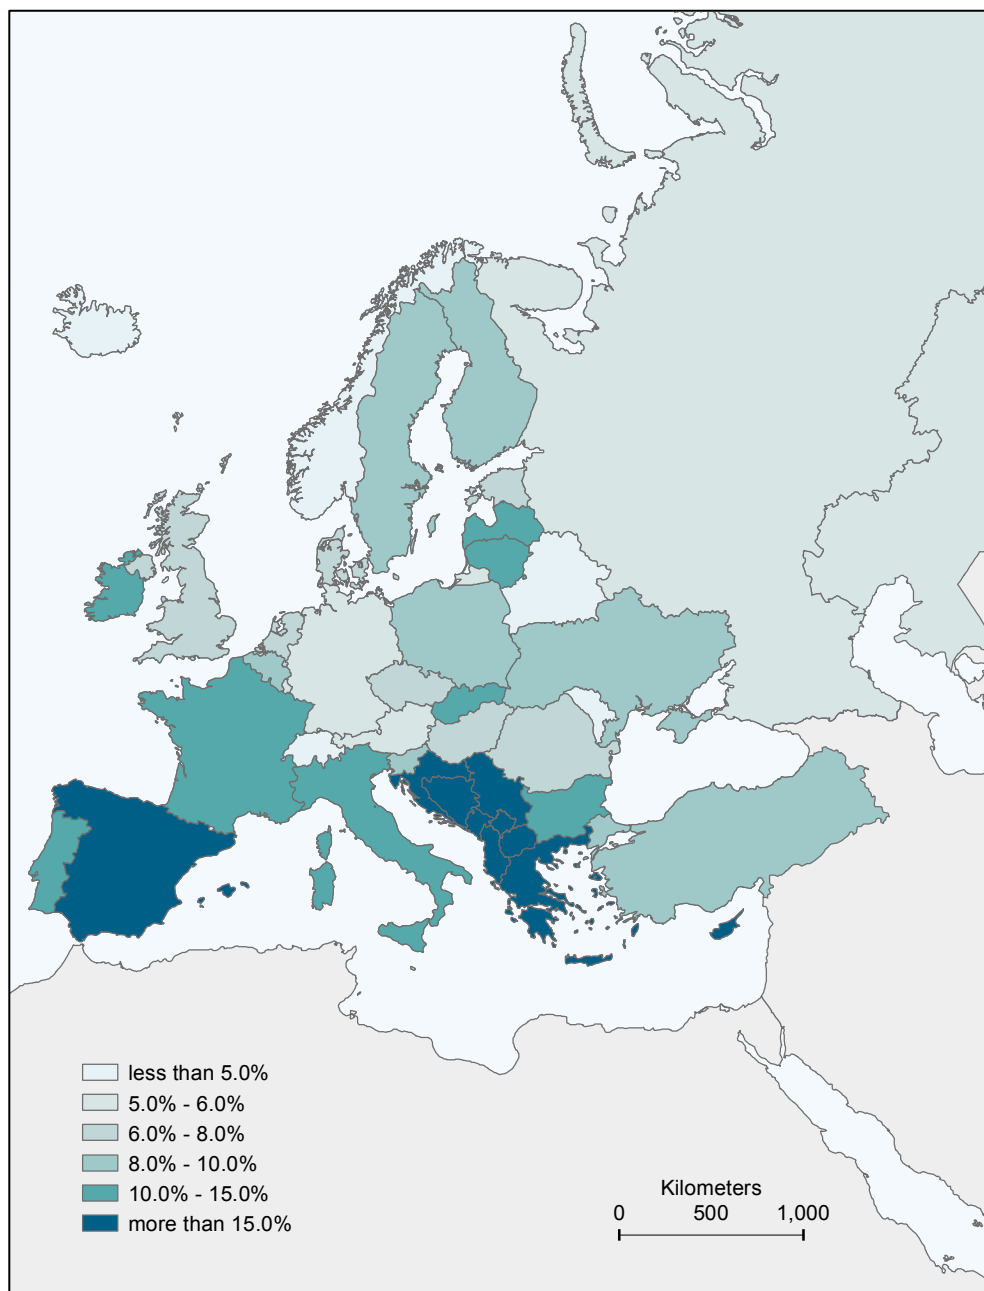 less than 5.0%
5.0% - 6.0%
6.0% - 8.0%
8.0% - 10.0%
10.0% - 15.0%
more than 15.0%
Kilometers
0 500 1,000